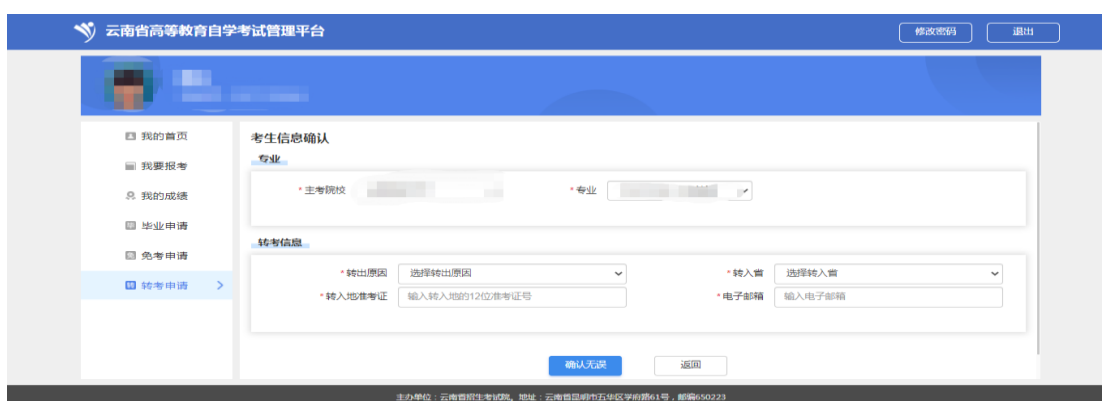 云南省高等教育自学考试管理平台 修改密码 退出
我的首页
我要报考
我的成绩
毕业申请
免考申请
转考申请 >
考生信息确认
专业
*主考院校 *专业
转考信息
*转出原因 选择转出原因 *转入省 选择转入省
*转入地准考证 输入转入地的12位准考证号 *电子邮箱 输入电子邮箱
确认无误 返回
主办单位：云南省招生考试院，地址：云南省昆明市五华区学府路61号，邮编650223